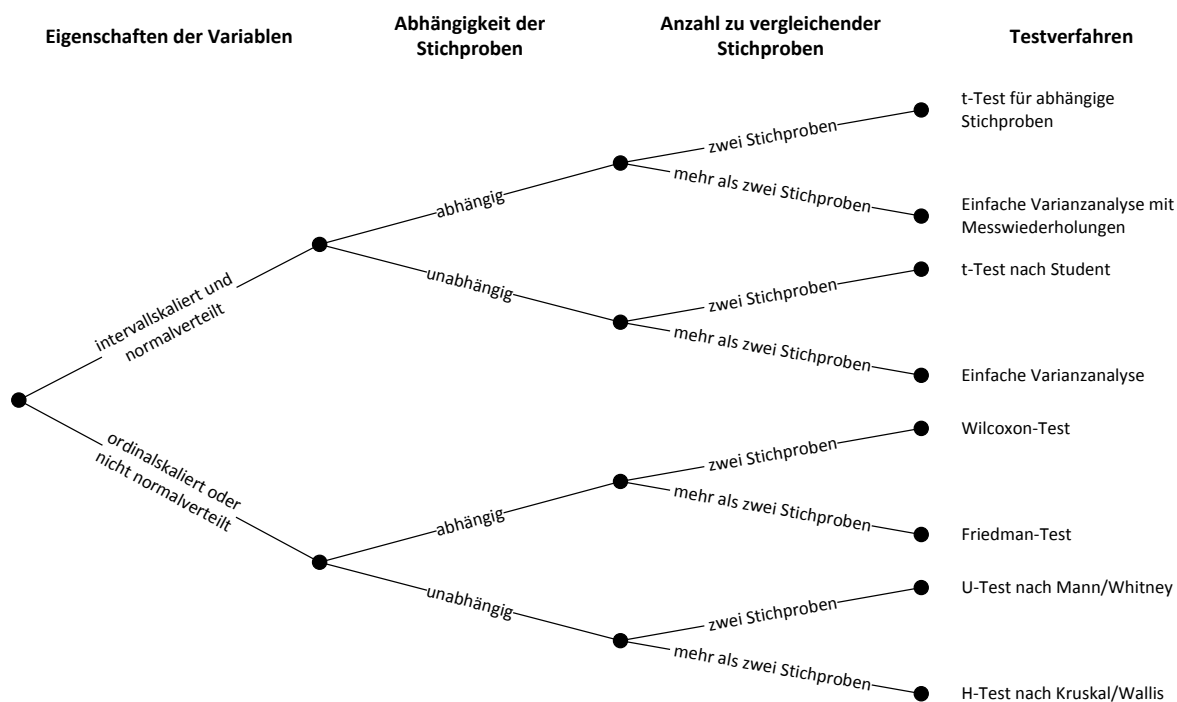 Eigenschaften der Variablen
Abhängigkeit der
Stichproben
Anzahl zu vergleichender
Stichproben
Testverfahren
intervallskaliert und
normalverteilt
ordinalskaliert oder
nicht normalverteilt
abhängig
unabhängig
abhängig
unabhängig
zwei Stichproben
mehr als zwei Stichproben
zwei Stichproben
mehr als zwei Stichproben
zwei Stichproben
mehr als zwei Stichproben
zwei Stichproben
mehr als zwei Stichproben
t-Test für abhängige
Stichproben
Einfache Varianzanalyse mit
Messwiederholungen
t-Test nach Student
Einfache Varianzanalyse
Wilcoxon-Test
Friedman-Test
U-Test nach Mann/Whitney
H-Test nach Kruskal/Wallis